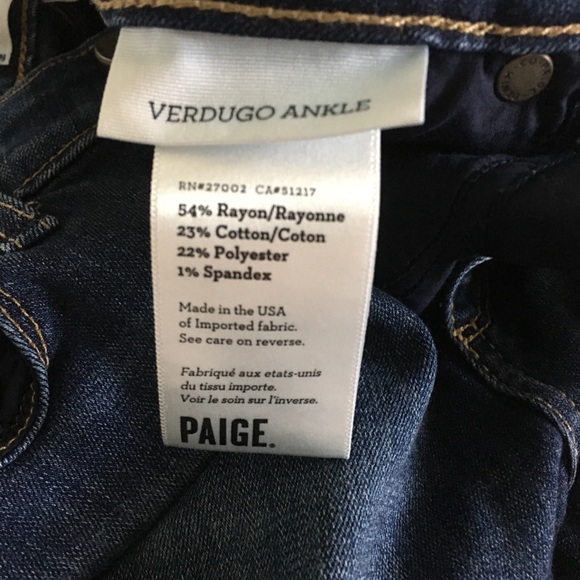 VERDUGO ANKLE
RN#27002 CA#51217
54% Rayon/Rayonne
23% Cotton/Coton
22% Polyester
1% Spandex
Made in the USA
of Imported fabric.
See care on reverse.
Fabriqué aux etats-unis
du tissu importe.
Voir le soin sur l'inverse.
PAIGE.